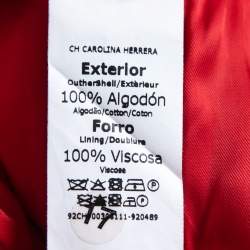 CH CAROLINA HERRERA
Exterior
OutherShell/Extérieur
100% Algodón
Algodão/Cotton/Coton
Forro
Lining/Doublure
100% Viscosa
Viscose